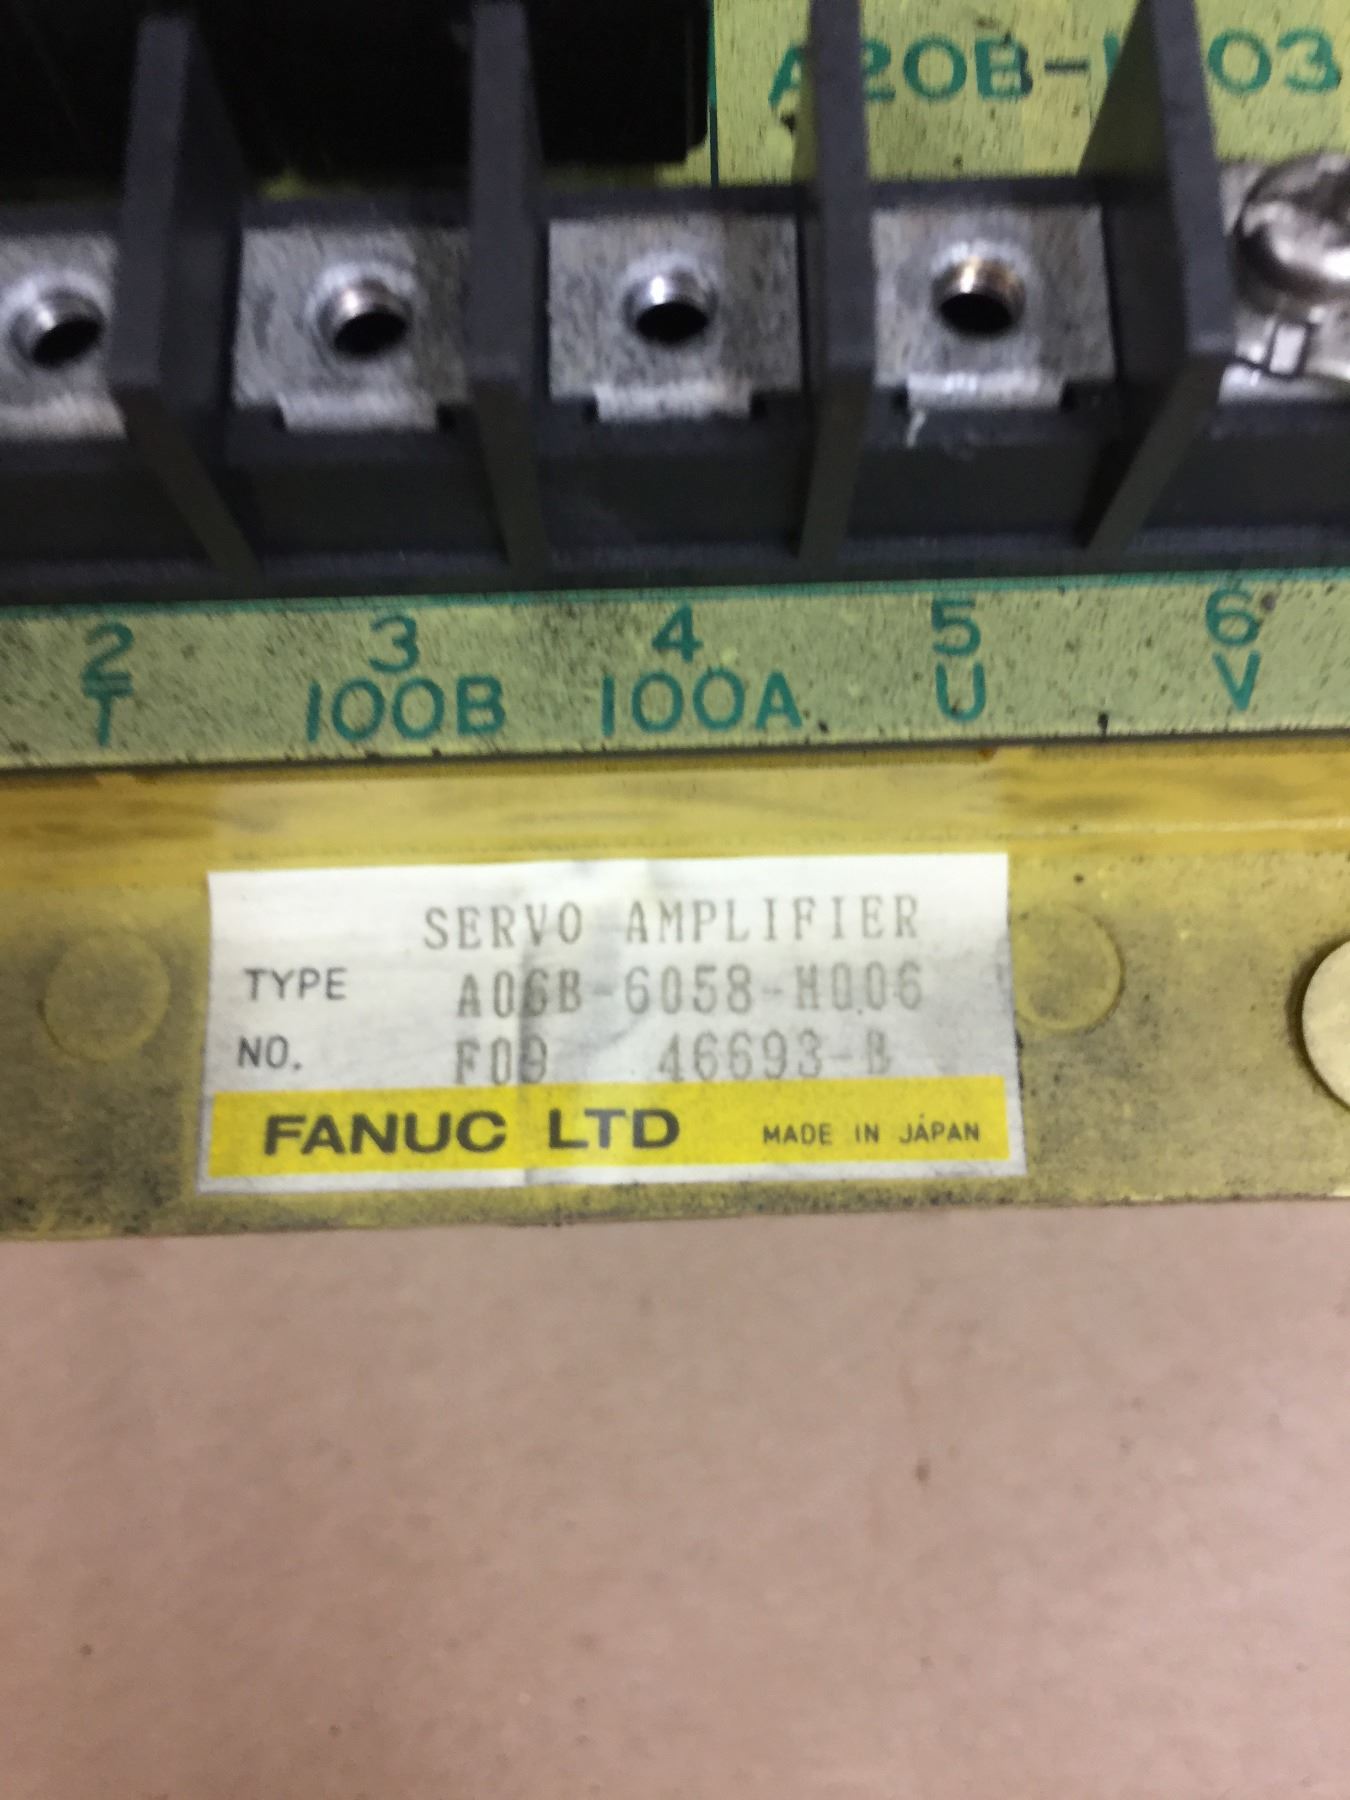 2 3 4 5 6
T 100B 100A U V
SERVO AMPLIFIER
TYPE A06B-6058-H006
NO. F09 46693-B
FANUC LTD MADE IN JAPAN